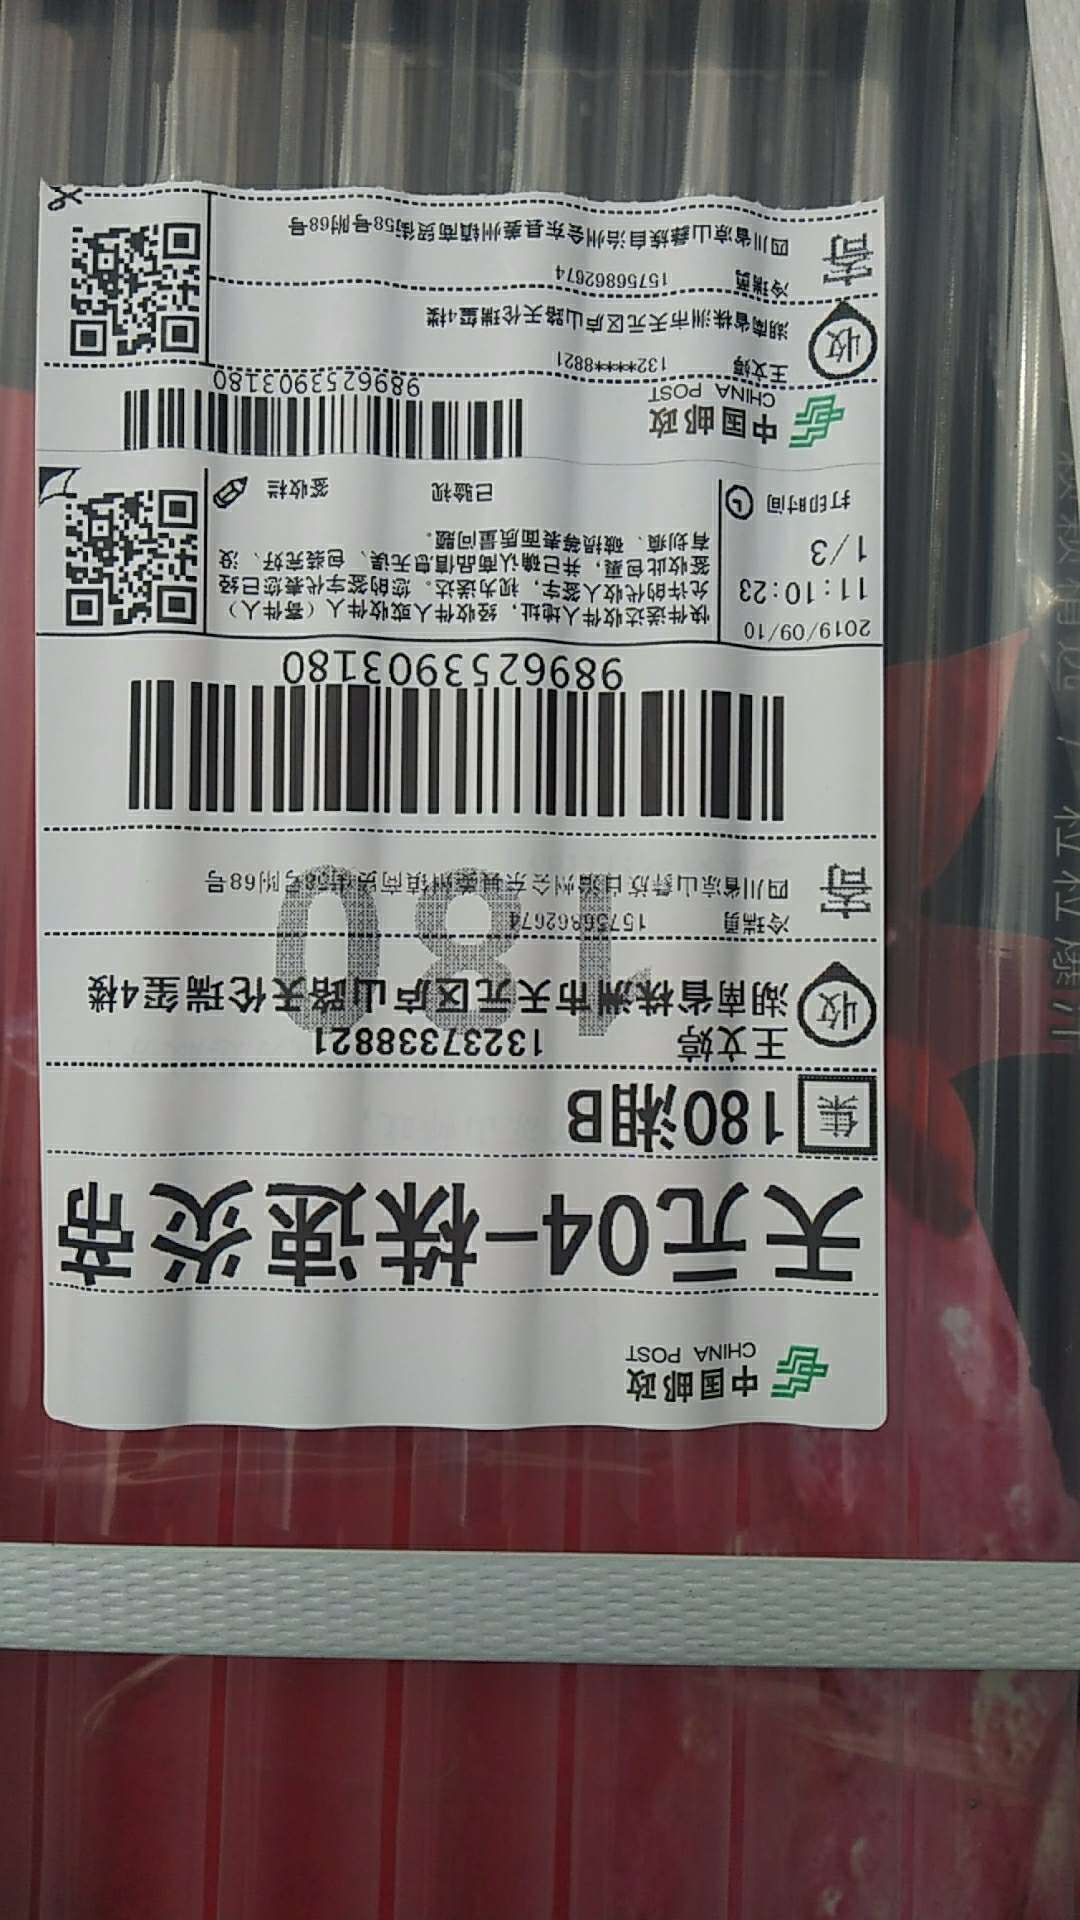 中国邮政
CHINA POST
天元04-株速炎帝
集
180湘B
收
王文婷 13237338821
湖南省株洲市天元区庐山路天伦瑞玺4楼
180
寄
冷瑞勇 15756862674
四川省凉山彝族自治州会东县姜州镇商贸街58号附68号
9896253903180
2019/09/10
11:10:23
1/3
打印时间
快件送达收件人地址，经收件人或收件人（寄件人）
允许的代收人签字，视为送达。您的签字代表您已经
签收此包裹，并已确认商品信息无误、包装完好、没
有划痕、破损等表面质量问题。
已验视
签收栏
中国邮政
CHINA POST
9896253903180
收
王文婷 132****8821
湖南省株洲市天元区庐山路天伦瑞玺4楼
寄
冷瑞勇 15756862674
四川省凉山彝族自治州会东县姜州镇商贸街58号附68号